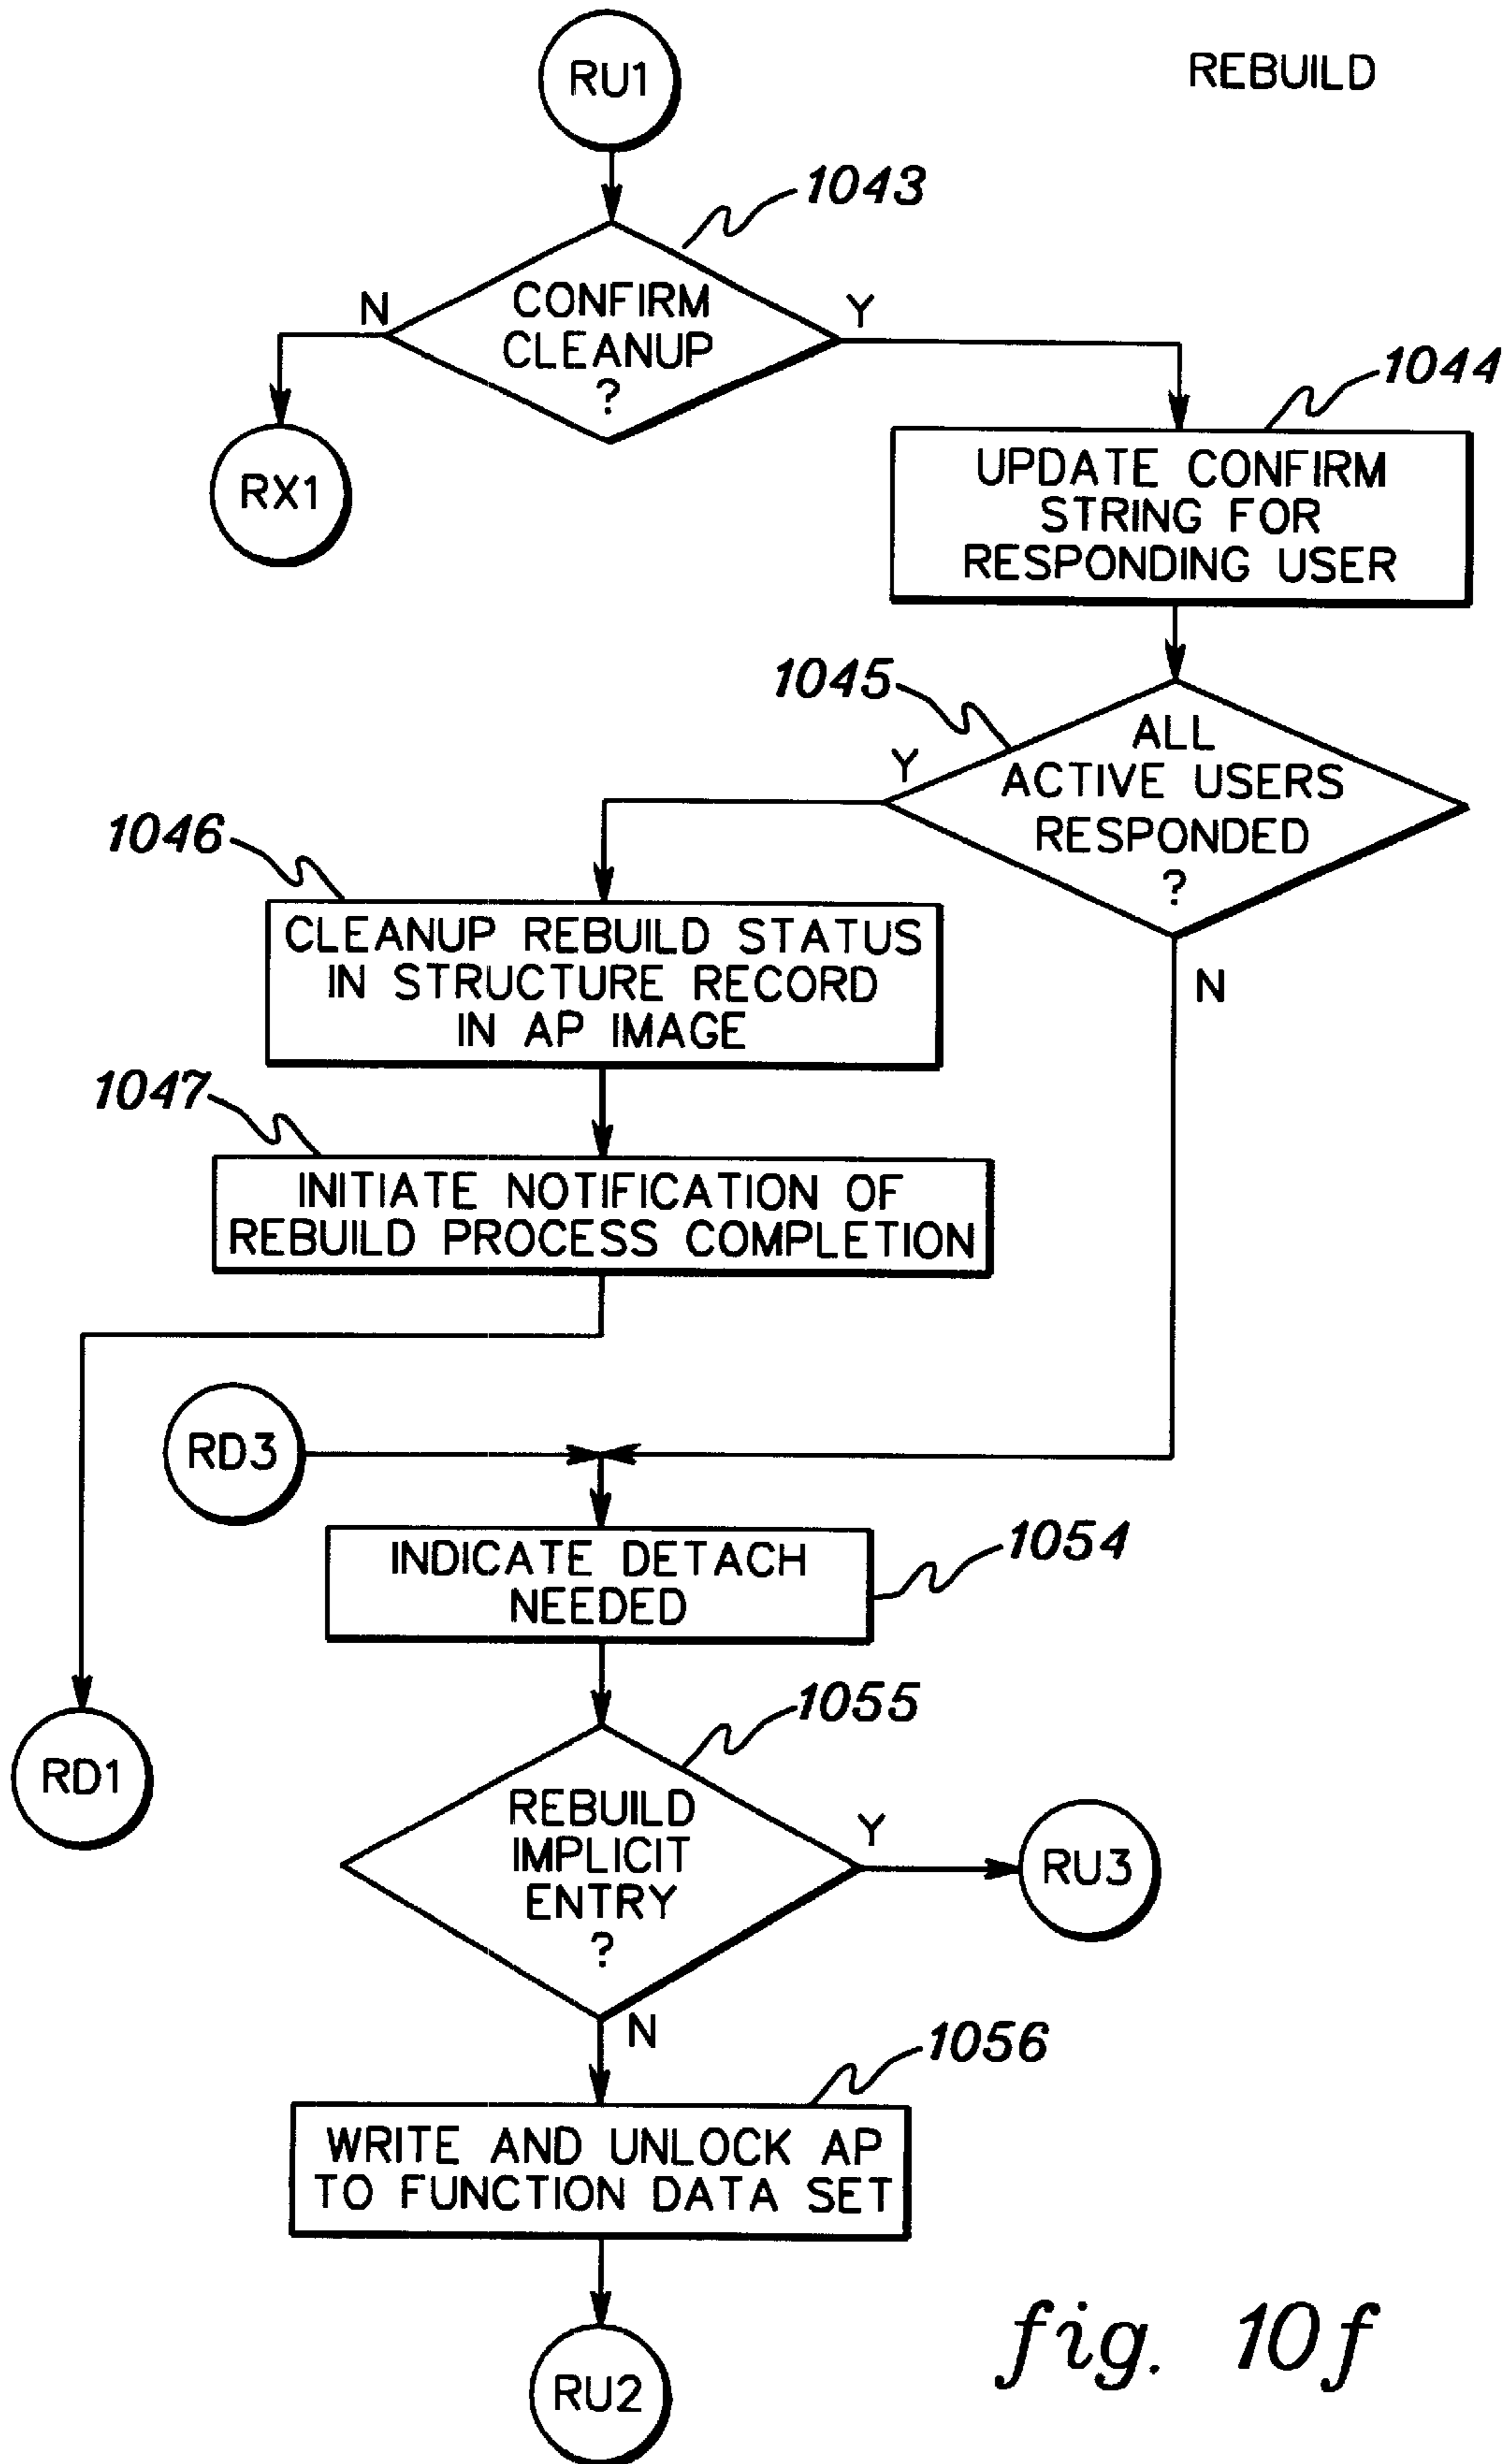 RU1
REBUILD
1043
N
CONFIRM
CLEANUP
?
Y
RX1
1044
UPDATE CONFIRM
STRING FOR
RESPONDING USER
1045
Y
ALL
ACTIVE USERS
RESPONDED
?
N
1046
CLEANUP REBUILD STATUS
IN STRUCTURE RECORD
IN AP IMAGE
1047
INITIATE NOTIFICATION OF
REBUILD PROCESS COMPLETION
RD3
INDICATE DETACH
NEEDED
1054
1055
RD1
REBUILD
IMPLICIT
ENTRY
?
Y
RU3
N
1056
WRITE AND UNLOCK AP
TO FUNCTION DATA SET
RU2
fig. 10f